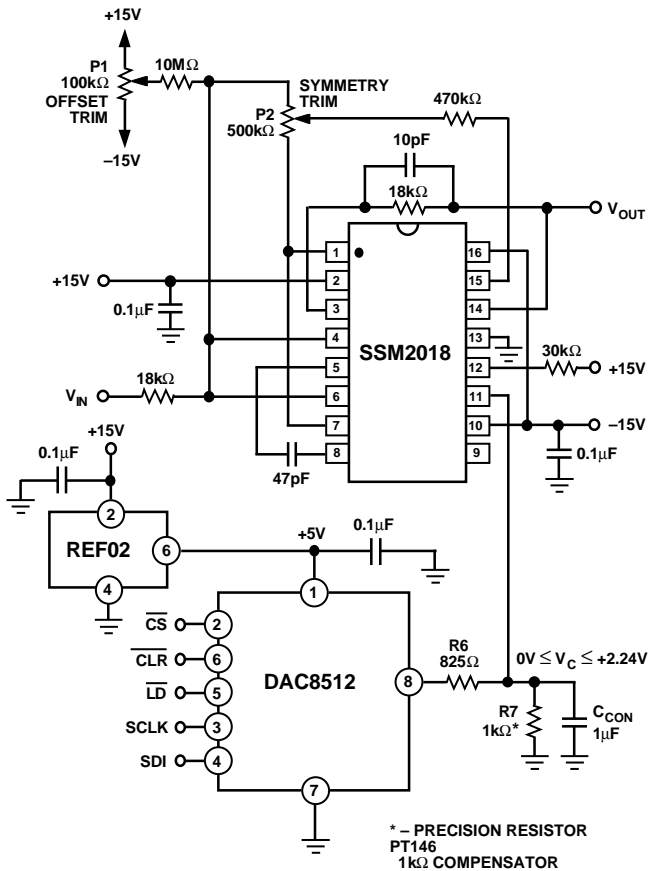 +15V
P1
100kΩ
OFFSET
TRIM
–15V
10MΩ
P2
500kΩ
SYMMETRY
TRIM
470kΩ
10pF
18kΩ
VOUT
+15V
0.1µF
VIN
18kΩ
1
2
3
4
5
6
7
8
SSM2018
16
15
14
13
12
11
10
9
47pF
30kΩ
+15V
–15V
0.1µF
+15V
0.1µF
2
REF02
6
4
+5V
0.1µF
1
CS
2
CLR
6
LD
5
SCLK
3
SDI
4
DAC8512
8
7
R6
825Ω
0V ≤ VC ≤ +2.24V
R7
1kΩ*
CCON
1µF
* – PRECISION RESISTOR
PT146
1kΩ COMPENSATOR